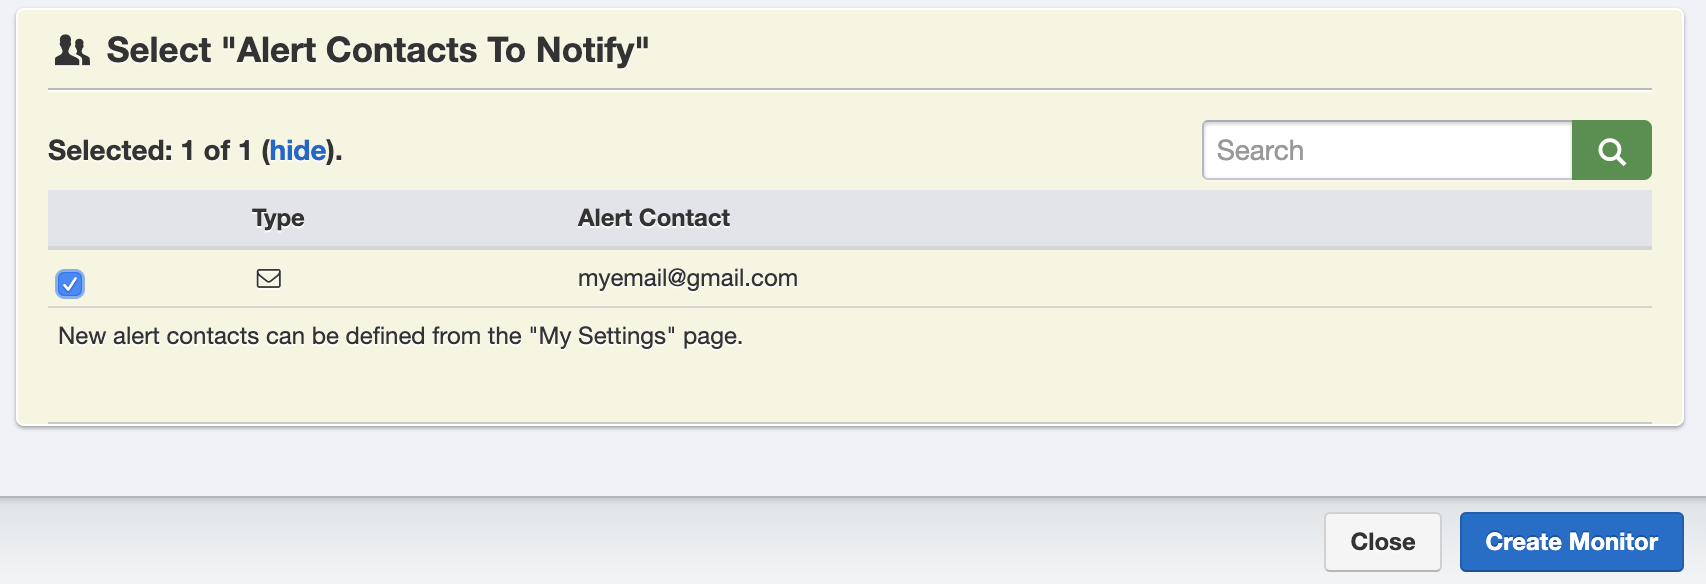 Select "Alert Contacts To Notify"
Selected: 1 of 1 (hide).
Search
Type Alert Contact
myemail@gmail.com
New alert contacts can be defined from the "My Settings" page.
Close Create Monitor